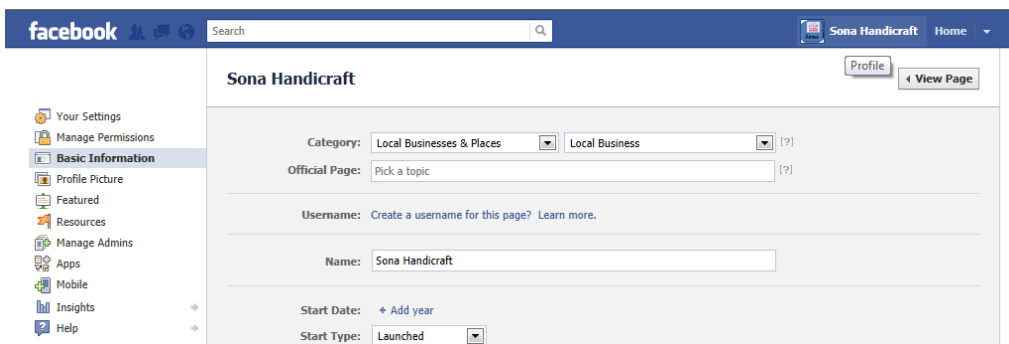 facebook
Search
Sona Handicraft
Home
Profile
Sona Handicraft
View Page
Your Settings
Manage Permissions
Basic Information
Profile Picture
Featured
Resources
Manage Admins
Apps
Mobile
Insights
Help
Category: Local Businesses & Places Local Business [?]
Official Page: Pick a topic [?]
Username: Create a username for this page? Learn more.
Name: Sona Handicraft
Start Date: + Add year
Start Type: Launched